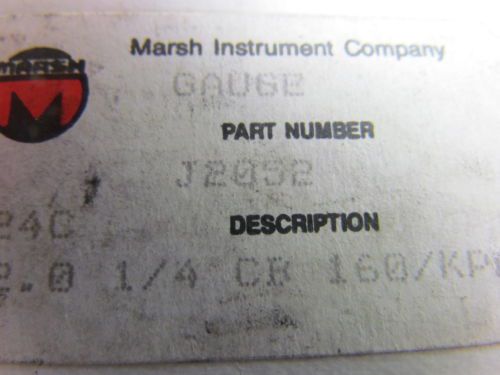 Marsh Instrument Company
MARSH
M
GAUGE
PART NUMBER
J2052
24C
DESCRIPTION
2.0 1/4 CB 160/KP